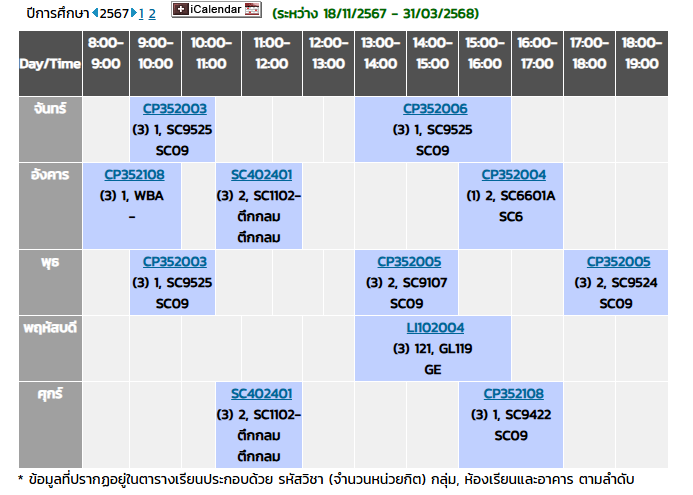 ปีการศึกษา 2567 1 2 iCalendar (ระหว่าง 18/11/2567 - 31/03/2568)
Day/Time 8:00-9:00 9:00-10:00 10:00-11:00 11:00-12:00 12:00-13:00 13:00-14:00 14:00-15:00 15:00-16:00 16:00-17:00 17:00-18:00 18:00-19:00
จันทร์ CP352003 CP352006
(3) 1, SC9525 (3) 1, SC9525
SC09 SC09
อังคาร CP352108 SC402401 CP352004
(3) 1, WBA (3) 2, SC1102- (1) 2, SC6601A
- ตึกกลม SC6
ตึกกลม
พุธ CP352003 CP352005 CP352005
(3) 1, SC9525 (3) 2, SC9107 (3) 2, SC9524
SC09 SC09 SC09
พฤหัสบดี LI102004
(3) 121, GL119
GE
ศุกร์ SC402401 CP352108
(3) 2, SC1102- (3) 1, SC9422
ตึกกลม SC09
ตึกกลม
* ข้อมูลที่ปรากฏอยู่ในตารางเรียนประกอบด้วย รหัสวิชา (จำนวนหน่วยกิต) กลุ่ม, ห้องเรียนและอาคาร ตามลำดับ